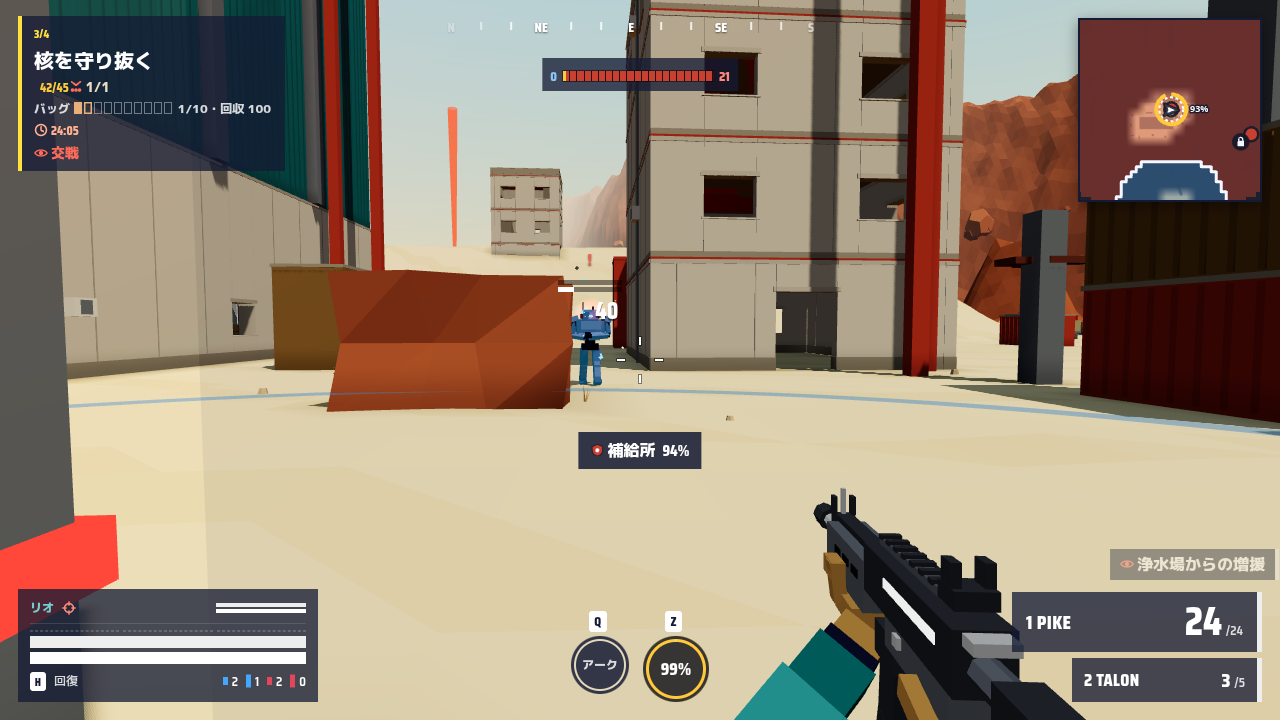 3/4
核を守り抜く
42/45 1/1
バッグ 1/10・回収 100
24:05
交戦
N NE E SE S
0 21
93%
40
補給所 94%
浄水場からの増援
リオ
H 回復 2 1 2 0
Q Z
アーク 99%
1 PIKE 24/24
2 TALON 3/5